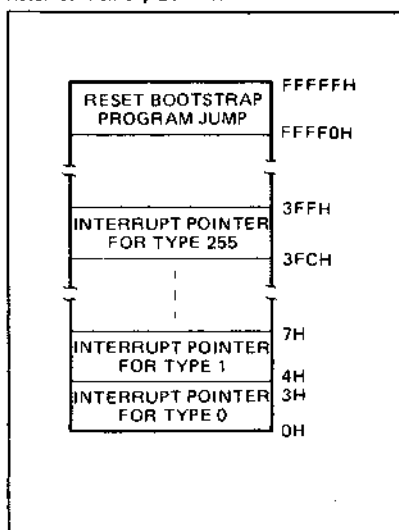 RESET BOOTSTRAP
PROGRAM JUMP
FFFFFH
FFFF0H
3FFH
INTERRUPT POINTER
FOR TYPE 255
3FCH
7H
INTERRUPT POINTER
FOR TYPE 1
4H
3H
INTERRUPT POINTER
FOR TYPE 0
0H